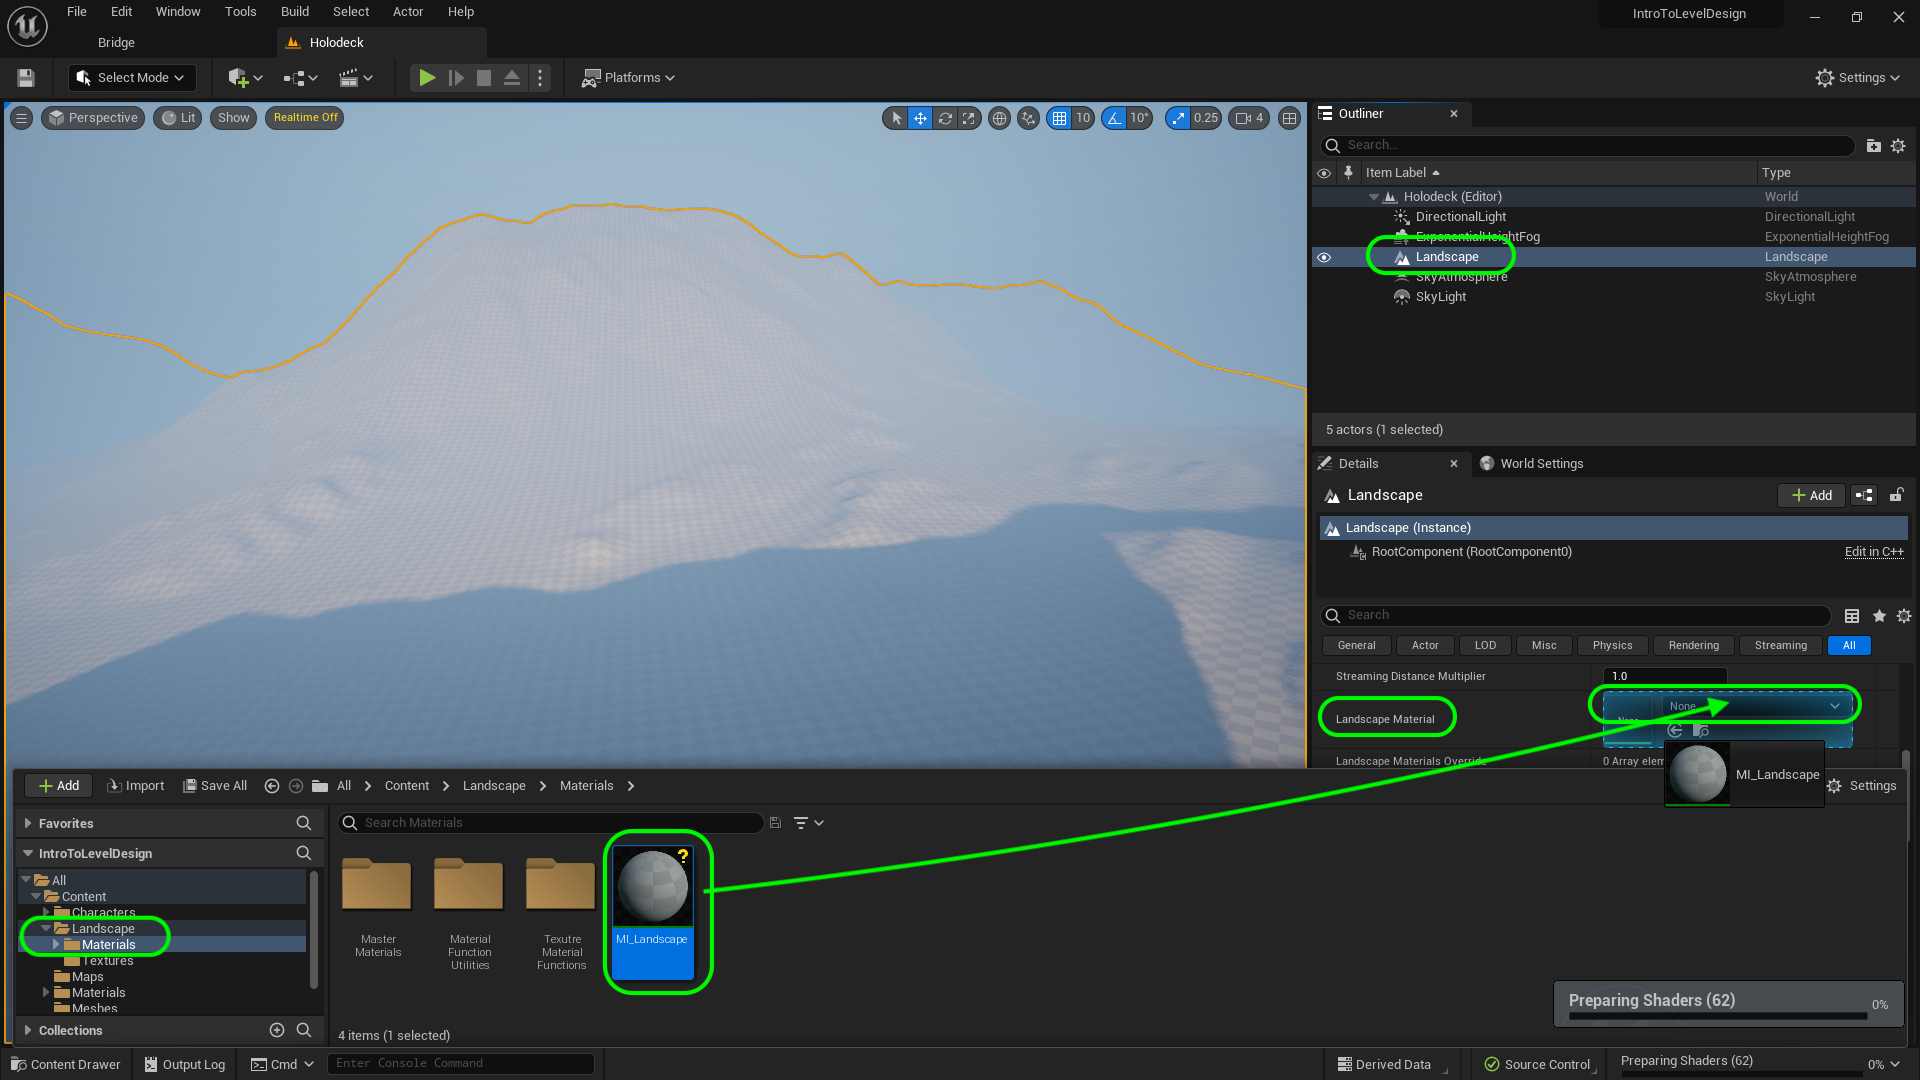 File Edit Window Tools Build Select Actor Help
IntroToLevelDesign
Bridge
Holodeck
Select Mode
Platforms
Settings
Perspective
Lit
Show
Realtime Off
10
10°
0.25
4
Outliner
Search...
Item Label
Type
Holodeck (Editor)
World
DirectionalLight
DirectionalLight
ExponentialHeightFog
ExponentialHeightFog
Landscape
Landscape
SkyAtmosphere
SkyAtmosphere
SkyLight
SkyLight
5 actors (1 selected)
Details
World Settings
Landscape
Add
Landscape (Instance)
RootComponent (RootComponent0)
Edit in C++
Search
General
Actor
LOD
Misc
Physics
Rendering
Streaming
All
Streaming Distance Multiplier
1.0
Landscape Material
None
None
Landscape Materials Override
0 Array elem
MI_Landscape
Add
Import
Save All
All
Content
Landscape
Materials
Settings
Favorites
IntroToLevelDesign
All
Content
Characters
Landscape
Materials
Textures
Maps
Materials
Meshes
Collections
Search Materials
Master
Materials
Material
Function
Utilities
Texutre
Material
Functions
?
MI_Landscape
4 items (1 selected)
Preparing Shaders (62)
0%
Content Drawer
Output Log
Cmd
Enter Console Command
Derived Data
Source Control
Preparing Shaders (62)
0%